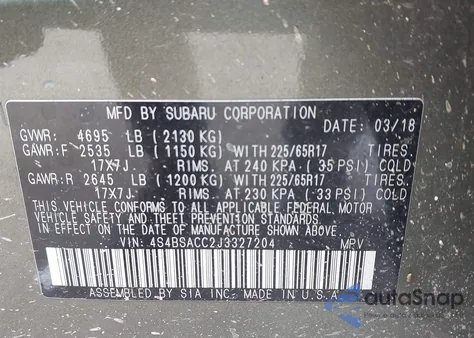 MFD BY SUBARU CORPORATION
DATE: 03/18
GVWR: 4695 LB (2130 KG)
GAWR:F 2535 LB (1150 KG) WITH 225/65R17 TIRES.
17X7J RIMS. AT 240 KPA (35 PSI) COLD
GAWR:R 2645 LB (1200 KG) WITH 225/65R17 TIRES.
17X7J RIMS. AT 230 KPA (33 PSI) COLD
THIS VEHICLE CONFORMS TO ALL APPLICABLE FEDERAL MOTOR
VEHICLE SAFETY AND THEFT PREVENTION STANDARDS
IN EFFECT ON THE DATE OF MANUFACTURE SHOWN ABOVE.
VIN: 4S4BSACC2J3327204 MPV
ASSEMBLED BY SIA INC. MADE IN U.S.A.
autoSnap